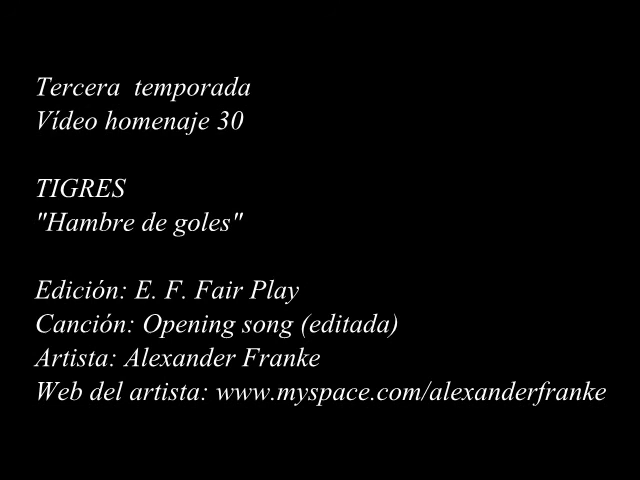 Tercera  temporada
Vídeo homenaje 30
TIGRES
"Hambre de goles"
Edición: E. F. Fair Play
Canción: Opening song (editada)
Artista: Alexander Franke
Web del artista: www.myspace.com/alexanderfranke